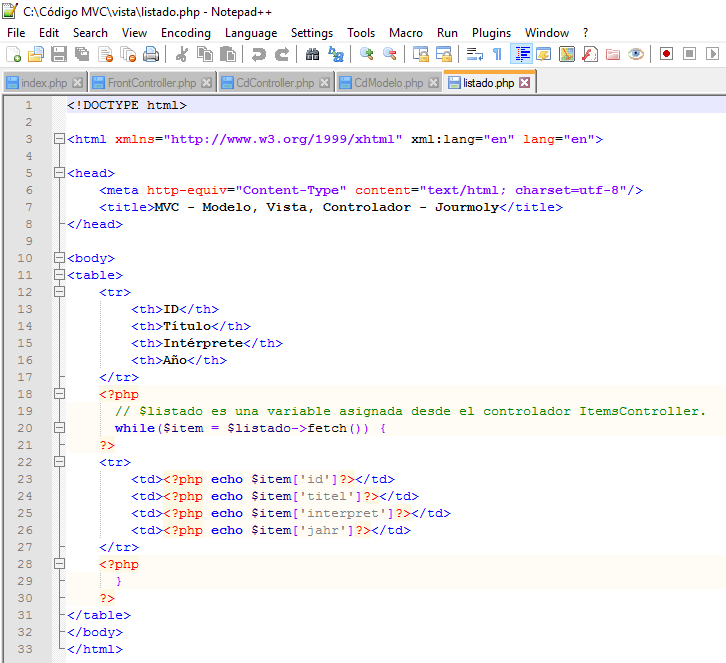 C:\Código MVC\vista\listado.php - Notepad++
File Edit Search View Encoding Language Settings Tools Macro Run Plugins Window ?
index.php FrontController.php CdController.php CdModelo.php listado.php
1 <!DOCTYPE html>
2
3 <html xmlns="http://www.w3.org/1999/xhtml" xml:lang="en" lang="en">
4
5 <head>
6 <meta http-equiv="Content-Type" content="text/html; charset=utf-8"/>
7 <title>MVC - Modelo, Vista, Controlador - Jourmoly</title>
8 </head>
9
10 <body>
11 <table>
12 <tr>
13 <th>ID</th>
14 <th>Título</th>
15 <th>Intérprete</th>
16 <th>Año</th>
17 </tr>
18 <?php
19 // $listado es una variable asignada desde el controlador ItemsController.
20 while($item = $listado->fetch()) {
21 ?>
22 <tr>
23 <td><?php echo $item['id']?></td>
24 <td><?php echo $item['titel']?></td>
25 <td><?php echo $item['interpret']?></td>
26 <td><?php echo $item['jahr']?></td>
27 </tr>
28 <?php
29 }
30 ?>
31 </table>
32 </body>
33 </html>